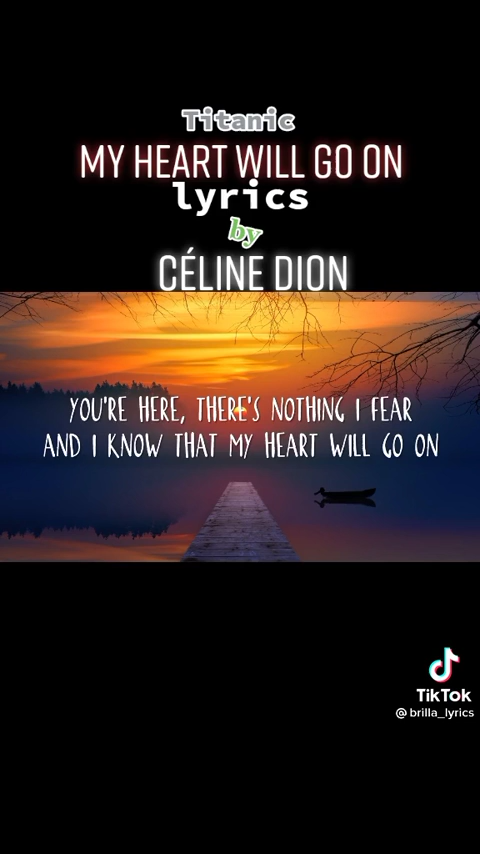 Titanic
MY HEART WILL GO ON
lyrics
by
CÉLINE DION
YOU'RE HERE, THERE'S NOTHING I FEAR
AND I KNOW THAT MY HEART WILL GO ON
TikTok
@brilla_lyrics